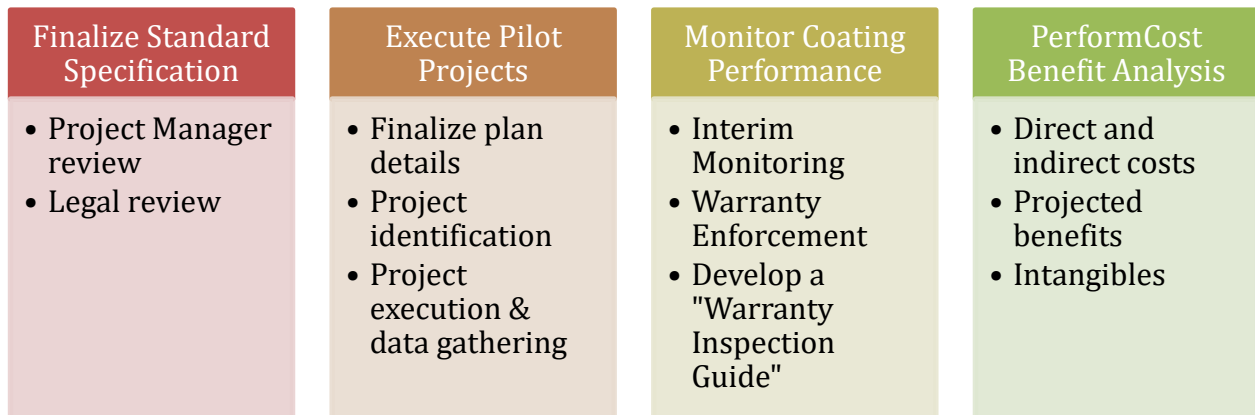 Finalize Standard
Specification
• Project Manager
review
• Legal review
Execute Pilot
Projects
• Finalize plan
details
• Project
identification
• Project
execution &
data gathering
Monitor Coating
Performance
• Interim
Monitoring
• Warranty
Enforcement
• Develop a
"Warranty
Inspection
Guide"
PerformCost
Benefit Analysis
• Direct and
indirect costs
• Projected
benefits
• Intangibles